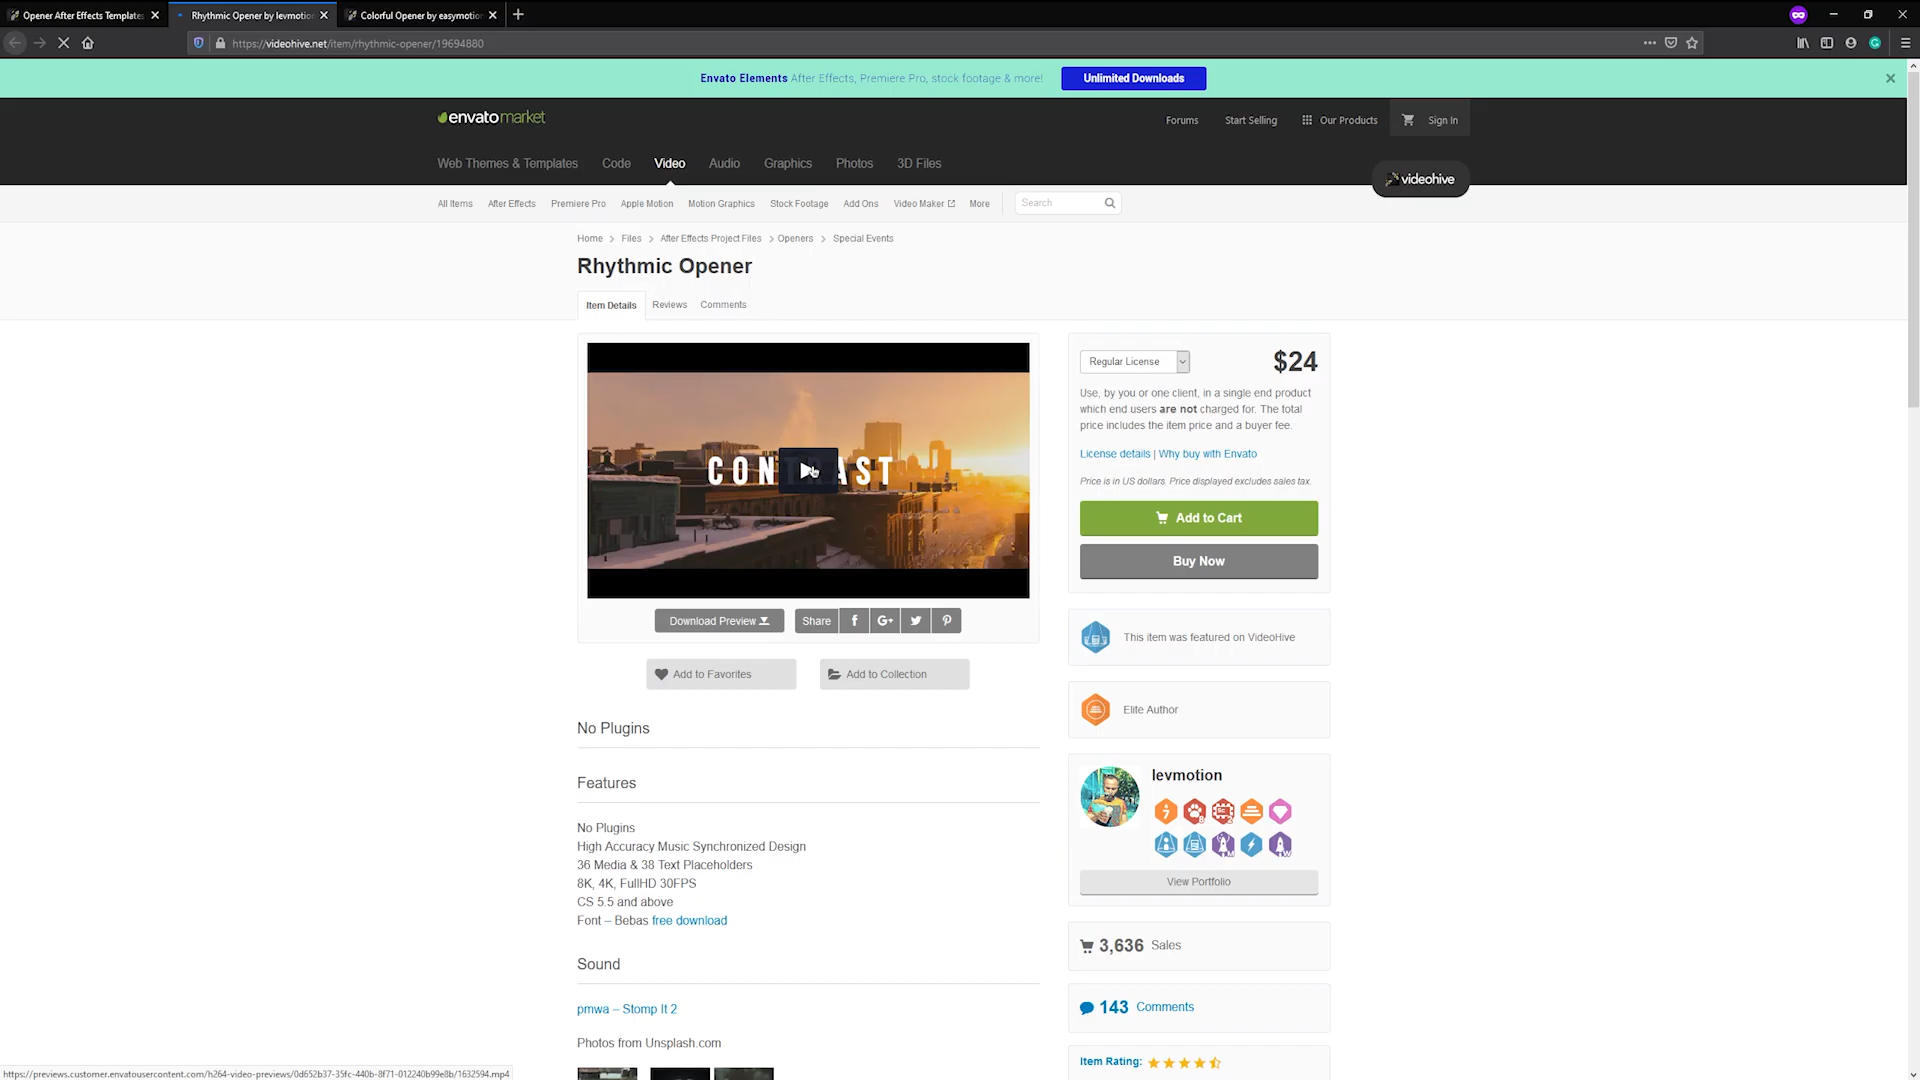 Opener After Effects Templates
Rhythmic Opener by levmotion
Colorful Opener by easymotion
https://videohive.net/item/rhythmic-opener/19694880
Envato Elements After Effects, Premiere Pro, stock footage & more!
Unlimited Downloads
envatomarket
Forums
Start Selling
Our Products
Sign In
Web Themes & Templates
Code
Video
Audio
Graphics
Photos
3D Files
videohive
All Items
After Effects
Premiere Pro
Apple Motion
Motion Graphics
Stock Footage
Add Ons
Video Maker
More
Search
Home > Files > After Effects Project Files > Openers > Special Events
Rhythmic Opener
Item Details
Reviews
Comments
CONTRAST
Download Preview
Share
Add to Favorites
Add to Collection
No Plugins
Features
No Plugins
High Accuracy Music Synchronized Design
36 Media & 38 Text Placeholders
8K, 4K, FullHD 30FPS
CS 5.5 and above
Font – Bebas free download
Sound
pmwa – Stomp It 2
Photos from Unsplash.com
Regular License
$24
Use, by you or one client, in a single end product
which end users are not charged for. The total
price includes the item price and a buyer fee.
License details | Why buy with Envato
Price is in US dollars. Price displayed excludes sales tax.
Add to Cart
Buy Now
This item was featured on VideoHive
Elite Author
levmotion
View Portfolio
3,636 Sales
143 Comments
Item Rating:
https://previews.customer.envatousercontent.com/h264-video-previews/0d652b37-35fc-440b-8f71-012240b99e8b/1632594.mp4